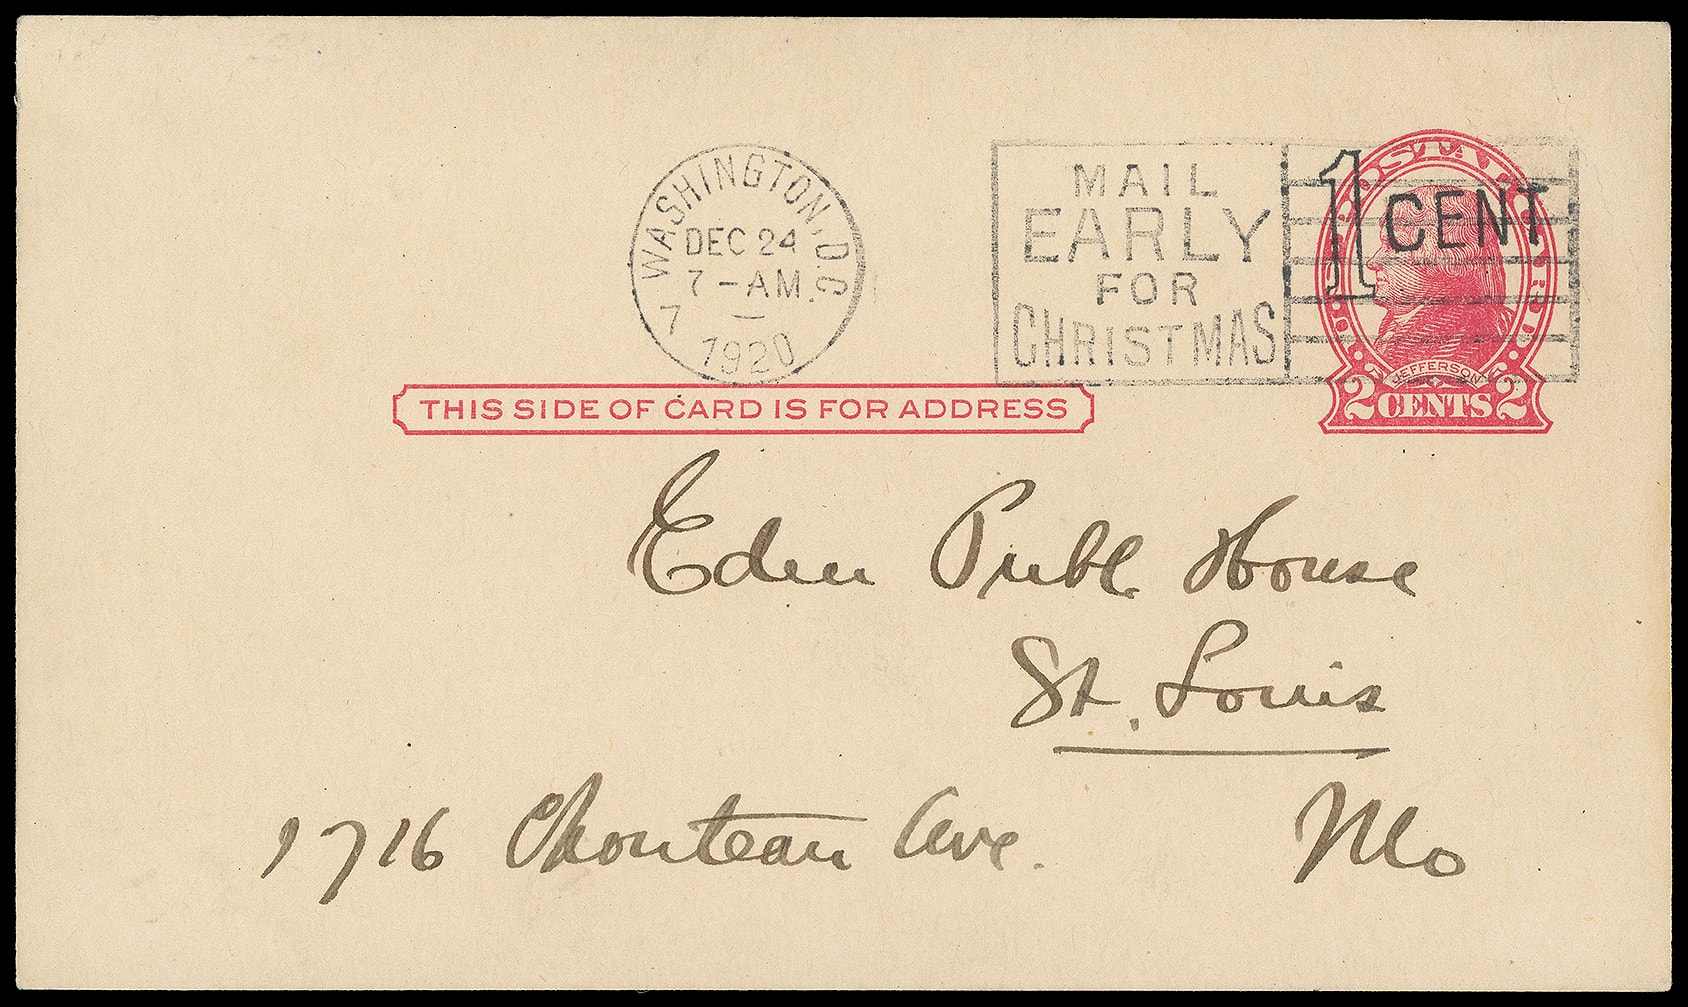 WASHINGTON, D.C.
DEC 24
7-AM.
7
1920
MAIL
EARLY
FOR
CHRISTMAS
1 CENT
JEFFERSON
2 CENTS 2
THIS SIDE OF CARD IS FOR ADDRESS
Eden Publ House
St. Louis
1716 Chouteau Ave. Mo